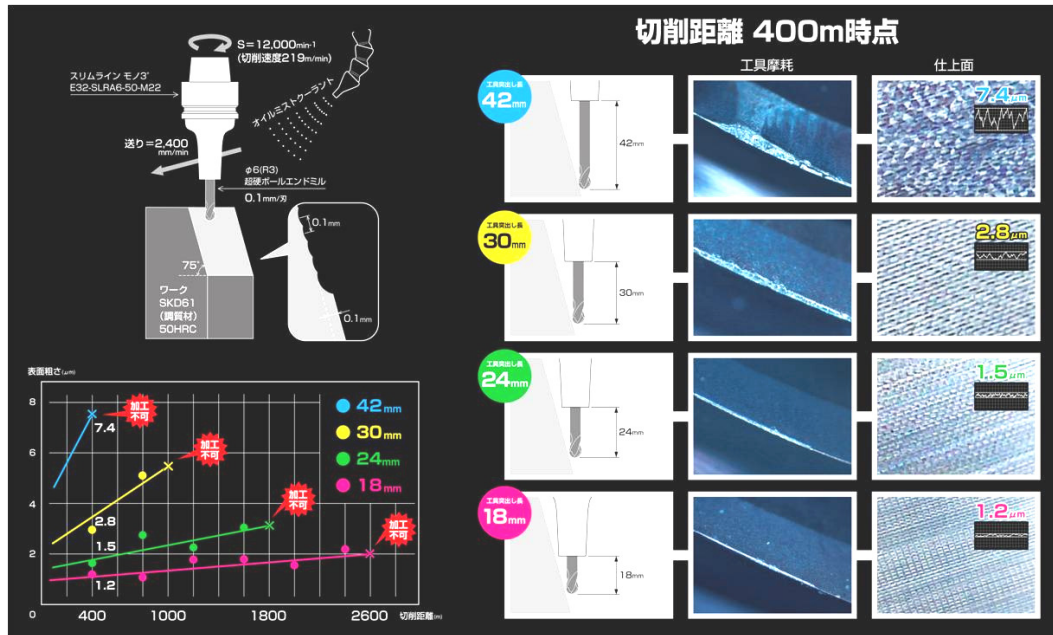 S=12,000min-1
(切削速度219m/min)
スリムライン モノ3°
E32-SLRA6-50-M22
オイルミストクーラント
送り=2,400
mm/min
φ6(R3)
超硬ボールエンドミル
0.1mm/刃
0.1mm
75°
ワーク
SKD61
(調質材)
50HRC
0.1mm
表面粗さ(μm)
8
6
4
2
0
400
1000
1800
2600
切削距離(m)
7.4
2.8
1.5
1.2
加工
不可
加工
不可
加工
不可
加工
不可
42mm
30mm
24mm
18mm
切削距離 400m時点
工具摩耗
仕上面
工具突出し長
42mm
42mm
7.4μm
工具突出し長
30mm
30mm
2.8μm
工具突出し長
24mm
24mm
1.5μm
工具突出し長
18mm
18mm
1.2μm